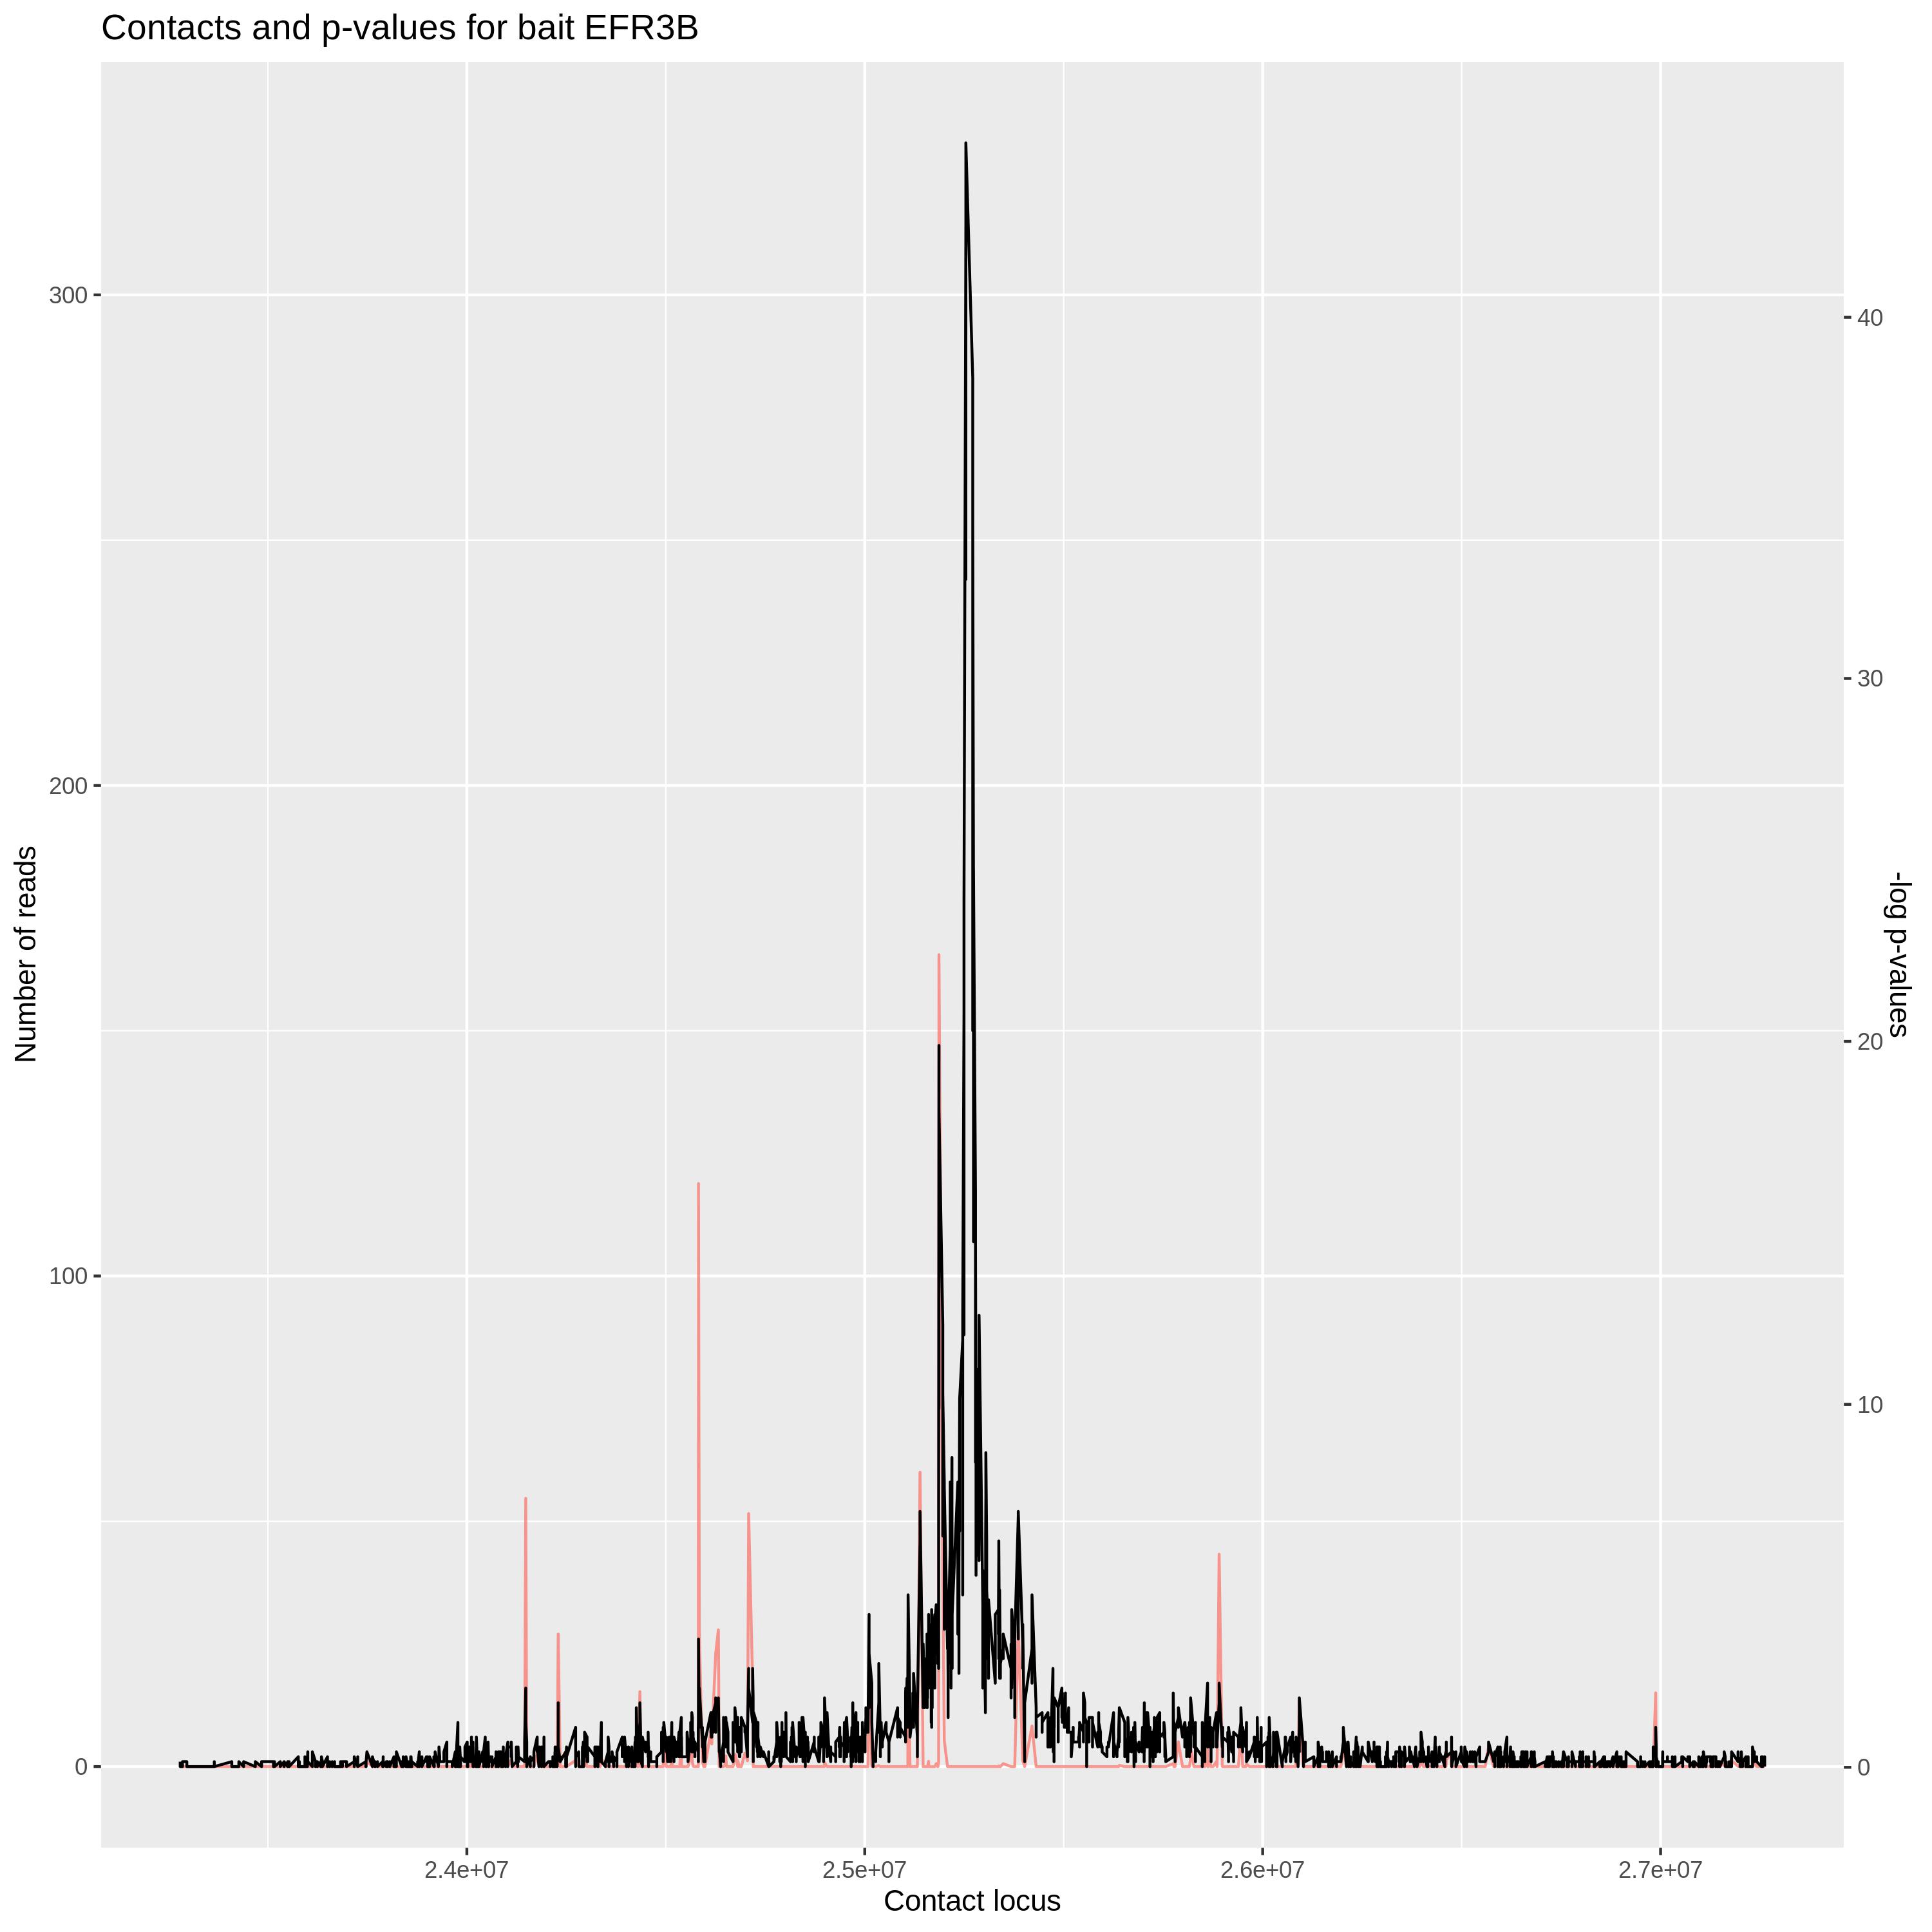 Contacts and p-values for bait EFR3B
300
200
100
0
Number of reads
40
30
20
10
0
-log p-values
2.4e+07
2.5e+07
2.6e+07
2.7e+07
Contact locus